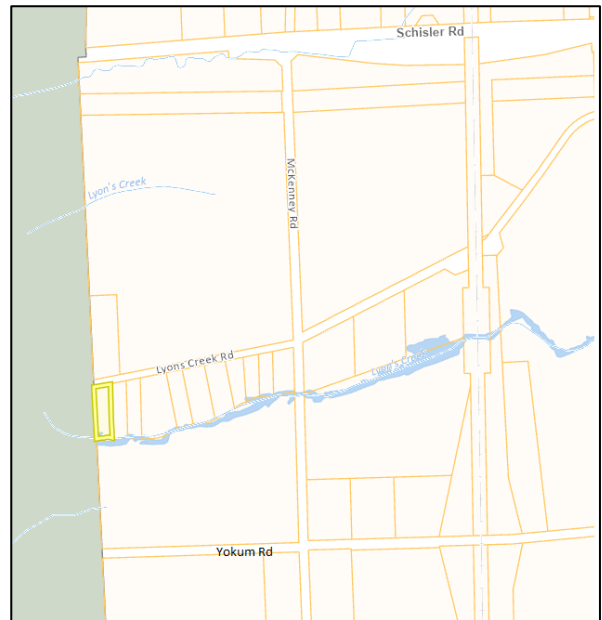 Schisler Rd
McKenney Rd
Lyon's Creek
Lyons Creek Rd
Lyon's Creek
Yokum Rd